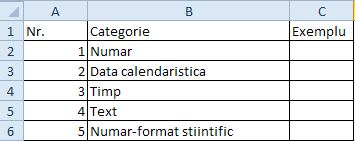 A B C
1 Nr. Categorie Exemplu
2 1 Numar
3 2 Data calendaristica
4 3 Timp
5 4 Text
6 5 Numar-format stiintific